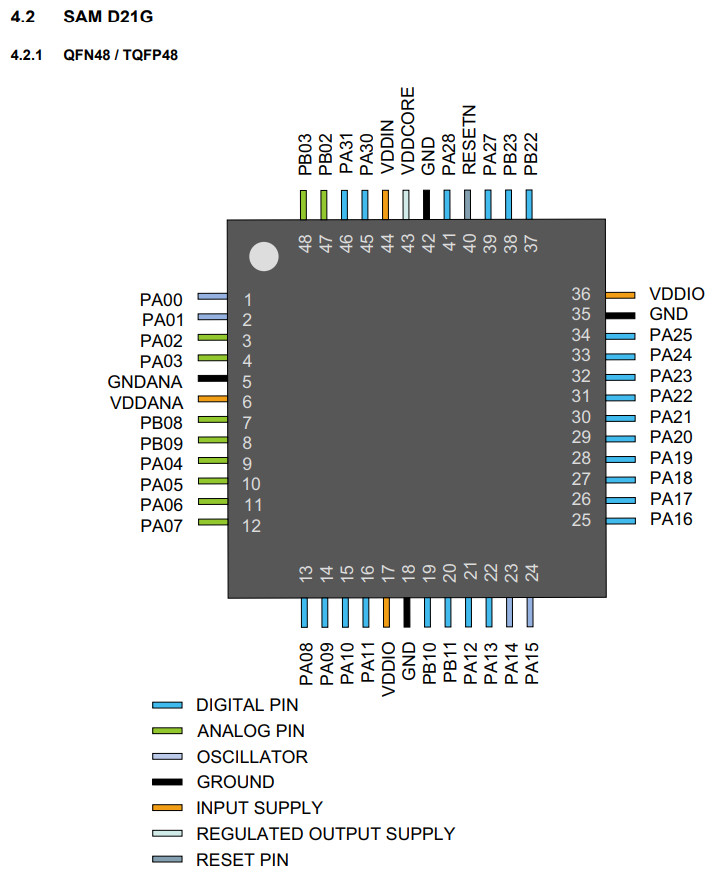 4.2 SAM D21G
4.2.1 QFN48 / TQFP48
PB03
PB02
PA31
PA30
VDDIN
VDDCORE
GND
PA28
RESETN
PA27
PB23
PB22
48
47
46
45
44
43
42
41
40
39
38
37
PA00 1
PA01 2
PA02 3
PA03 4
GNDANA 5
VDDANA 6
PB08 7
PB09 8
PA04 9
PA05 10
PA06 11
PA07 12
36 VDDIO
35 GND
34 PA25
33 PA24
32 PA23
31 PA22
30 PA21
29 PA20
28 PA19
27 PA18
26 PA17
25 PA16
13
14
15
16
17
18
19
20
21
22
23
24
PA08
PA09
PA10
PA11
VDDIO
GND
PB10
PB11
PA12
PA13
PA14
PA15
DIGITAL PIN
ANALOG PIN
OSCILLATOR
GROUND
INPUT SUPPLY
REGULATED OUTPUT SUPPLY
RESET PIN